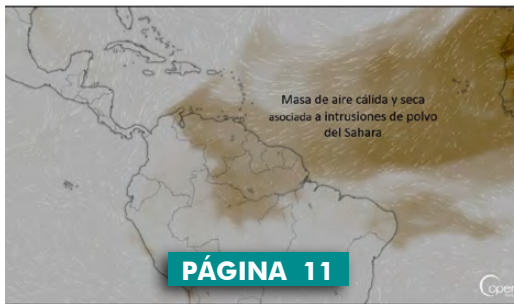 Masa de aire cálida y seca
asociada a intrusiones de polvo
del Sahara
PÁGINA 11